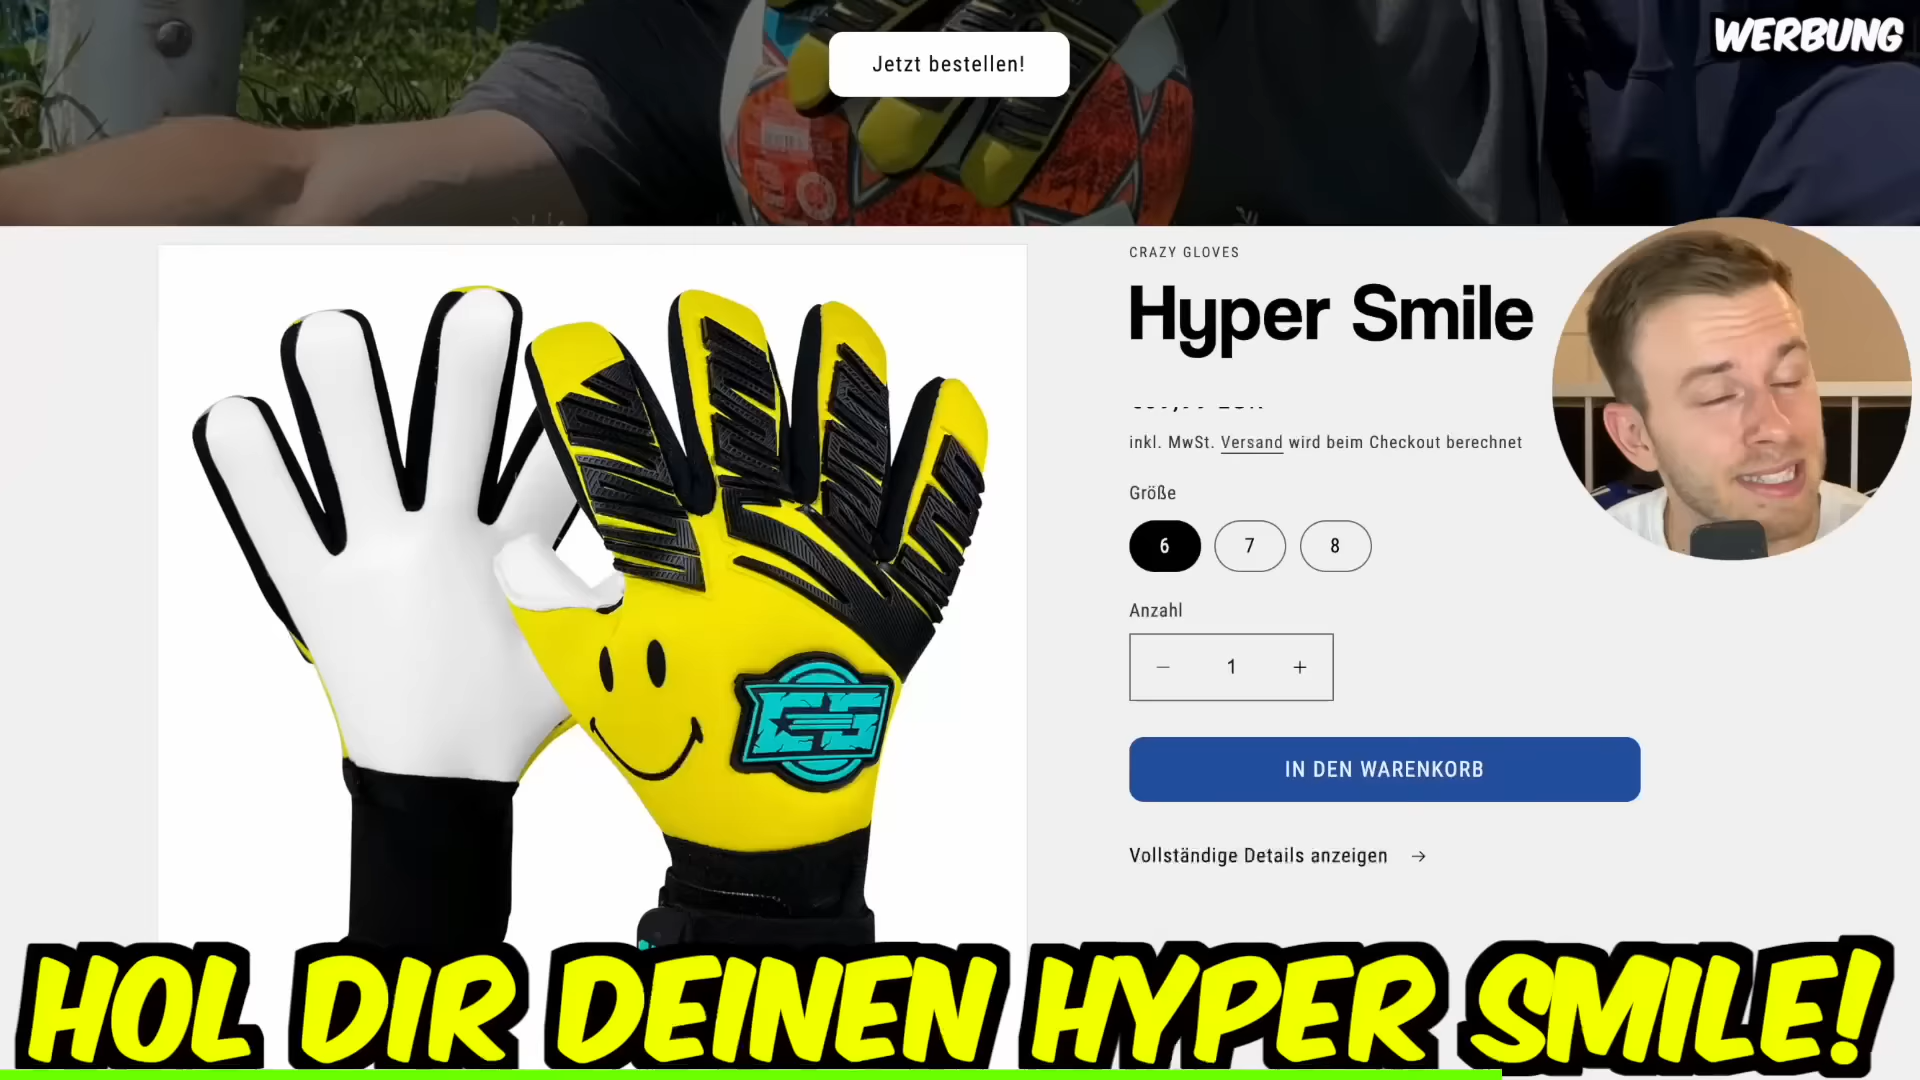 WERBUNG
Jetzt bestellen!
CRAZY GLOVES
Hyper Smile
inkl. MwSt. Versand wird beim Checkout berechnet
Größe
6 7 8
Anzahl
− 1 +
IN DEN WARENKORB
Vollständige Details anzeigen →
HOL DIR DEINEN HYPER SMILE!